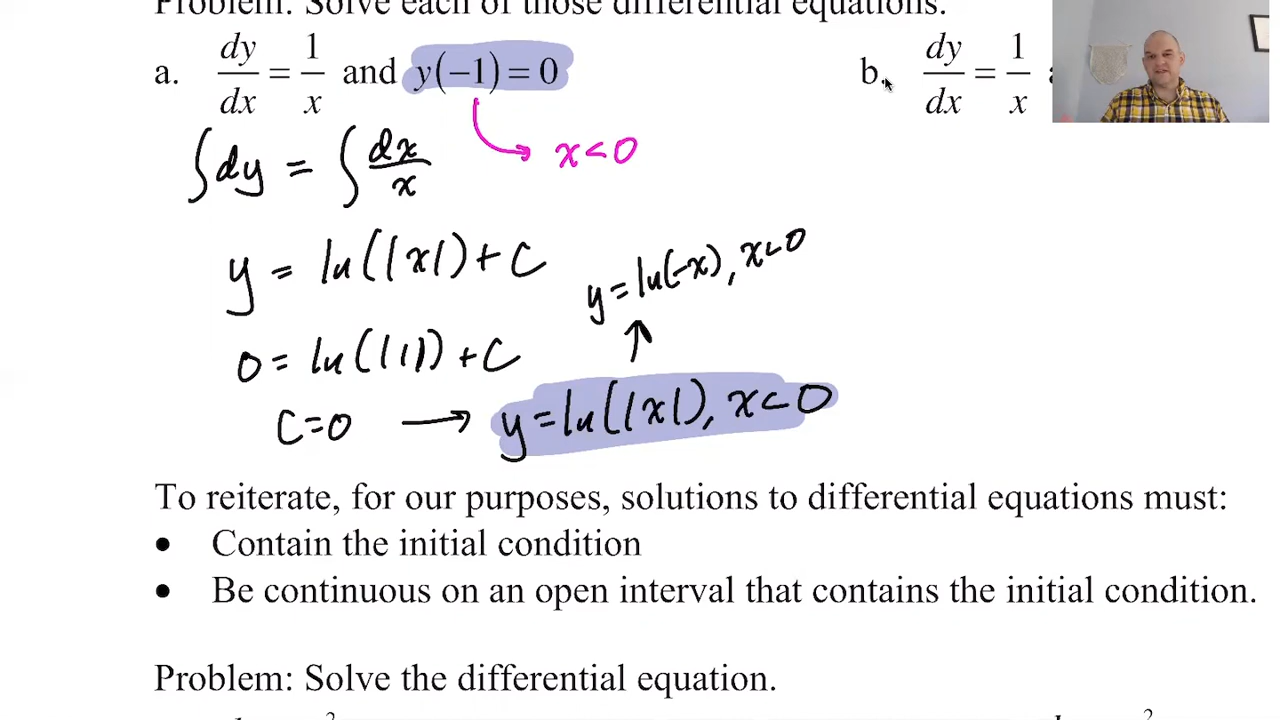 Problem: Solve each of those differential equations.
a. dy/dx = 1/x and y(−1) = 0
b. dy/dx = 1/x
x<0
∫dy = ∫dx/x
y = ln(|x|)+C
y=ln(-x), x<0
0 = ln(|1|)+C
↑
C=0 → y=ln(|x|), x<0
To reiterate, for our purposes, solutions to differential equations must:
• Contain the initial condition
• Be continuous on an open interval that contains the initial condition.
Problem: Solve the differential equation.